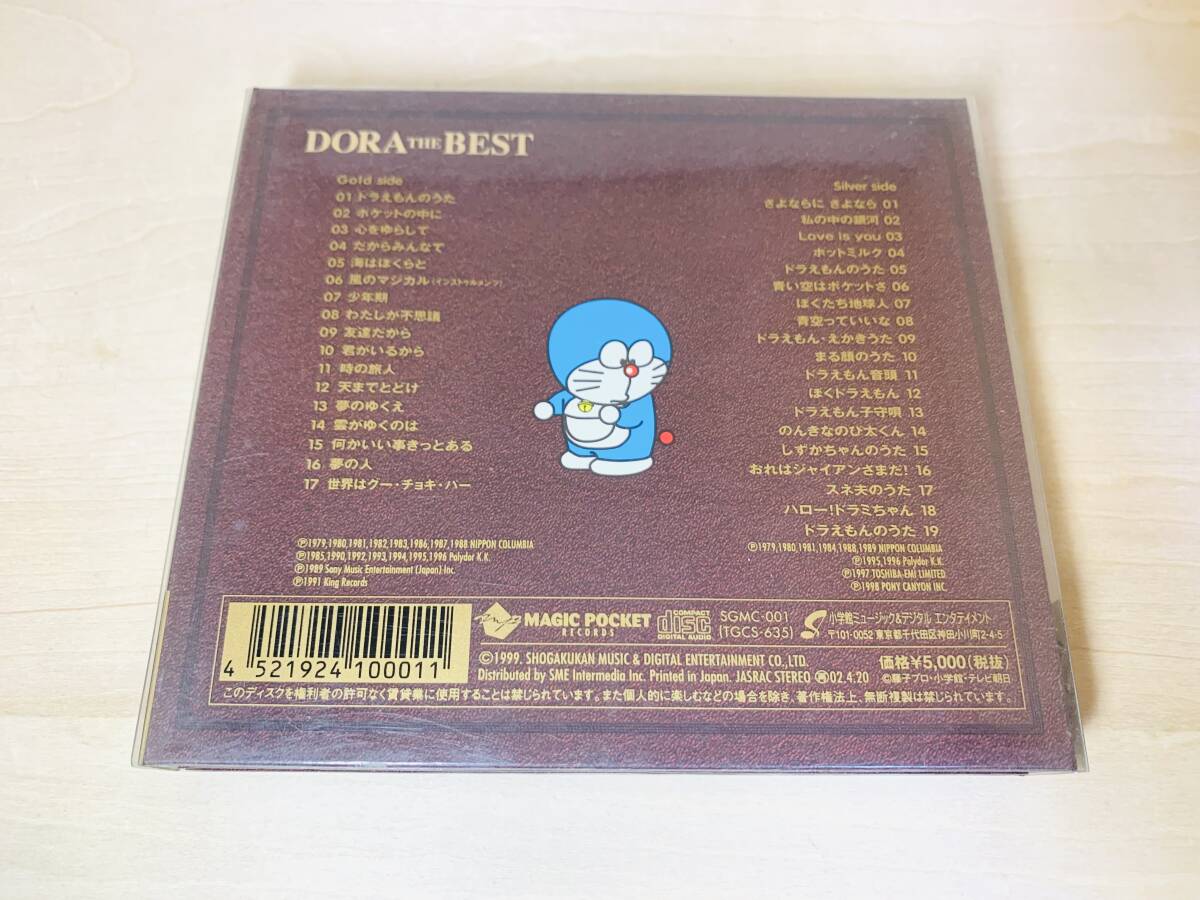 DORA THE BEST
Gold side
01 ドラえもんのうた
02 ポケットの中に
03 心をゆらして
04 だからみんなで
05 海はぼくらと
06 風のマジカル(インストゥルメンツ)
07 少年期
08 わたしが不思議
09 友達だから
10 君がいるから
11 時の旅人
12 天までとどけ
13 夢のゆくえ
14 雲がゆくのは
15 何かいい事きっとある
16 夢の人
17 世界はグー・チョキ・パー
℗1979,1980,1981,1982,1983,1986,1987,1988 NIPPON COLUMBIA
℗1985,1990,1992,1993,1994,1995,1996 Polydor K.K.
℗1989 Sony Music Entertainment (Japan) Inc.
℗1991 King Records
Silver side
さよならに さよなら 01
私の中の銀河 02
Love is you 03
ホットミルク 04
ドラえもんのうた 05
青い空はポケットさ 06
ぼくたち地球人 07
青空っていいな 08
ドラえもん・えかきうた 09
まる顔のうた 10
ドラえもん音頭 11
ぼくドラえもん 12
ドラえもん子守唄 13
のんきなのび太くん 14
しずかちゃんのうた 15
おれはジャイアンさまだ! 16
スネ夫のうた 17
ハロー!ドラミちゃん 18
ドラえもんのうた 19
℗1979,1980,1981,1984,1988,1989 NIPPON COLUMBIA
℗1995,1996 Polydor K.K.
℗1997 TOSHIBA-EMI LIMITED
℗1998 PONY CANYON INC.
4 521924 100011
MAGIC POCKET
RECORDS
COMPACT
disc
DIGITAL AUDIO
SGMC-001
(TGCS-635)
小学館ミュージック&デジタル エンタテイメント
〒101-0052 東京都千代田区神田小川町2-4-5
©1999. SHOGAKUKAN MUSIC & DIGITAL ENTERTAINMENT CO.,LTD.
Distributed by SME Intermedia Inc. Printed in Japan. JASRAC STEREO 再02.4.20
価格¥5,000(税抜)
©藤子プロ・小学館・テレビ朝日
このディスクを権利者の許可なく賃貸業に使用することは禁じられています。また個人的に楽しむなどの場合を除き、著作権法上、無断複製は禁じられています。